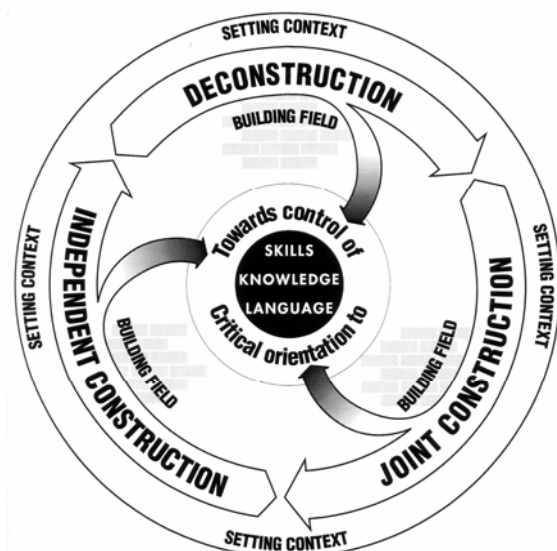 SETTING CONTEXT
DECONSTRUCTION
BUILDING FIELD
Towards control of
SKILLS
KNOWLEDGE
LANGUAGE
Critical orientation to
SETTING CONTEXT
INDEPENDENT CONSTRUCTION
BUILDING FIELD
SETTING CONTEXT
JOINT CONSTRUCTION
BUILDING FIELD
SETTING CONTEXT